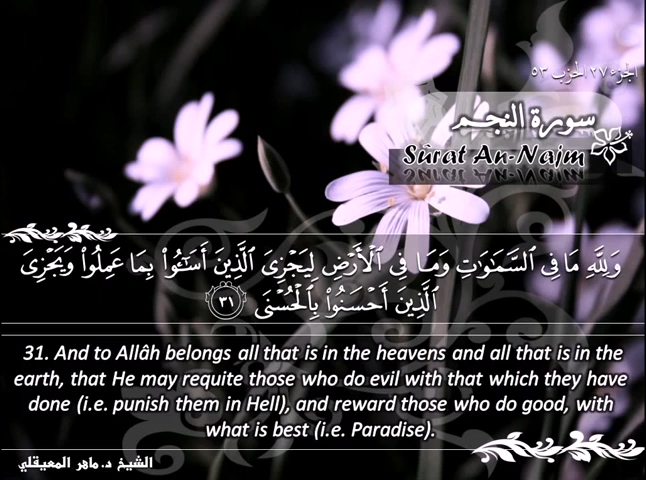 الجزء ٢٧ الحزب ٥٣
سورة النجم
Sûrat An-Najm
وَلِلَّهِ مَا فِي ٱلسَّمَٰوَٰتِ وَمَا فِي ٱلْأَرْضِ لِيَجْزِيَ ٱلَّذِينَ أَسَٰٓـُٔوا۟ بِمَا عَمِلُوا۟ وَيَجْزِيَ
ٱلَّذِينَ أَحْسَنُوا۟ بِٱلْحُسْنَى ٣١
31. And to Allâh belongs all that is in the heavens and all that is in the
earth, that He may requite those who do evil with that which they have
done (i.e. punish them in Hell), and reward those who do good, with
what is best (i.e. Paradise).
الشيخ د. ماهر المعيقلي